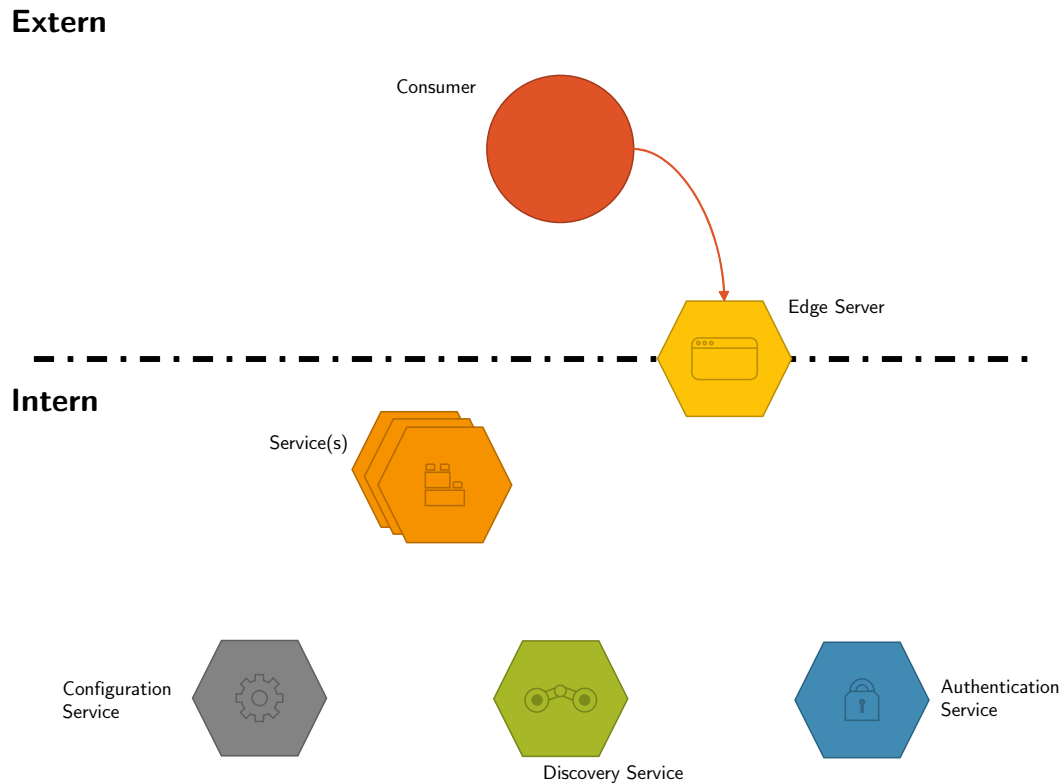 Extern
Consumer
Edge Server
Intern
Service(s)
Configuration
Service
Discovery Service
Authentication
Service